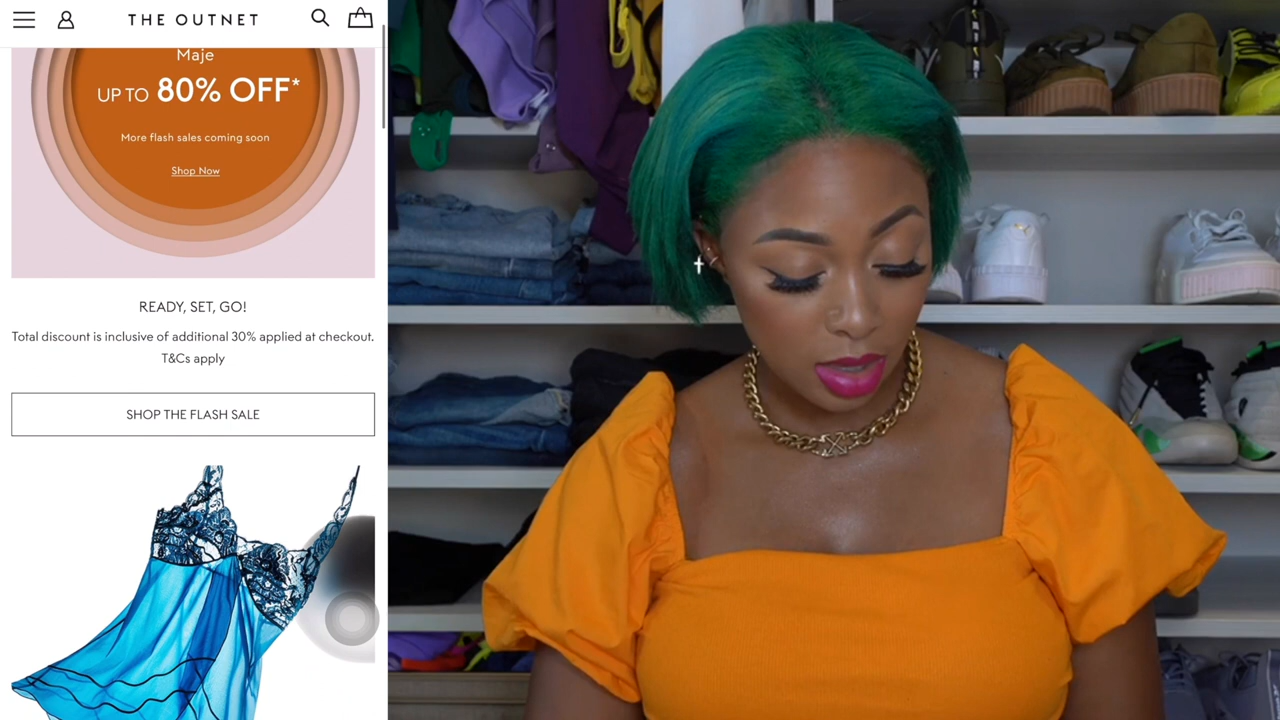 THE OUTNET
Maje
UP TO 80% OFF*
More flash sales coming soon
Shop Now
READY, SET, GO!
Total discount is inclusive of additional 30% applied at checkout.
T&Cs apply
SHOP THE FLASH SALE